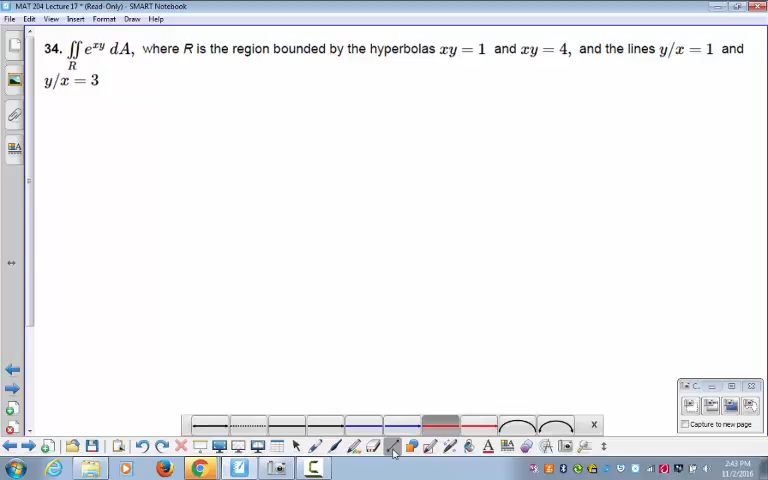 MAT 204 Lecture 17 * (Read-Only) - SMART Notebook
File Edit View Insert Format Draw Help
34. ∬_R e^{xy} dA, where R is the region bounded by the hyperbolas xy = 1 and xy = 4, and the lines y/x = 1 and
y/x = 3
C..
Capture to new page
x
A
2:43 PM
11/2/2016